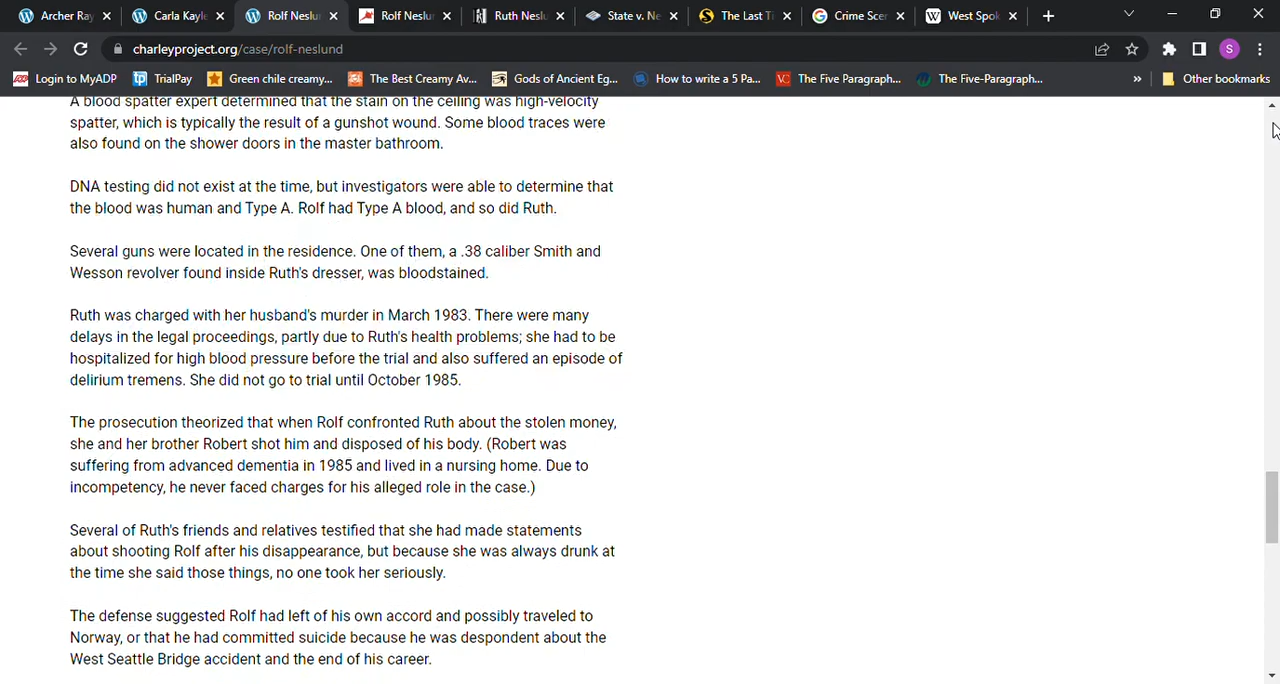 Archer Ray
Carla Kayle
Rolf Neslun
Rolf Neslun
Ruth Neslu
State v. Ne
The Last Ti
Crime Scer
West Spok
charleyproject.org/case/rolf-neslund
S
Login to MyADP
TrialPay
Green chile creamy...
The Best Creamy Av...
Gods of Ancient Eg...
How to write a 5 Pa...
The Five Paragraph...
The Five-Paragraph...
»
Other bookmarks
A blood spatter expert determined that the stain on the ceiling was high-velocity
spatter, which is typically the result of a gunshot wound. Some blood traces were
also found on the shower doors in the master bathroom.
DNA testing did not exist at the time, but investigators were able to determine that
the blood was human and Type A. Rolf had Type A blood, and so did Ruth.
Several guns were located in the residence. One of them, a .38 caliber Smith and
Wesson revolver found inside Ruth's dresser, was bloodstained.
Ruth was charged with her husband's murder in March 1983. There were many
delays in the legal proceedings, partly due to Ruth's health problems; she had to be
hospitalized for high blood pressure before the trial and also suffered an episode of
delirium tremens. She did not go to trial until October 1985.
The prosecution theorized that when Rolf confronted Ruth about the stolen money,
she and her brother Robert shot him and disposed of his body. (Robert was
suffering from advanced dementia in 1985 and lived in a nursing home. Due to
incompetency, he never faced charges for his alleged role in the case.)
Several of Ruth's friends and relatives testified that she had made statements
about shooting Rolf after his disappearance, but because she was always drunk at
the time she said those things, no one took her seriously.
The defense suggested Rolf had left of his own accord and possibly traveled to
Norway, or that he had committed suicide because he was despondent about the
West Seattle Bridge accident and the end of his career.